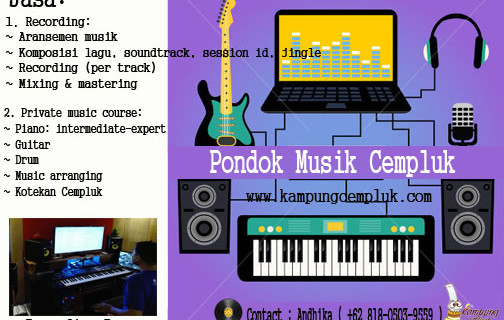 Jasa:
1. Recording:
~ Aransemen musik
~ Komposisi lagu, soundtrack, session id, jingle
~ Recording (per track)
~ Mixing & mastering
2. Private music course:
~ Piano: intermediate-expert
~ Guitar
~ Drum
~ Music arranging
~ Kotekan Cempluk
Pondok Musik Cempluk
www.kampungcempluk.com
Contact : Andhika ( +62 818-0503-9559 )
Kampung